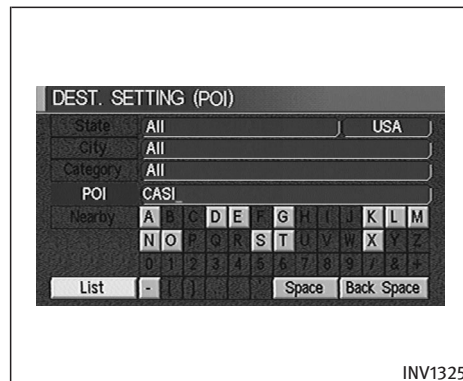 DEST. SETTING (POI)
State All USA
City All
Category All
POI CASI_
Nearby A B C D E F G H I J K L M
N O P Q R S T U V W X Y Z
0 1 2 3 4 5 6 7 8 9 / & +
List - ( ) Space Back Space
INV1325